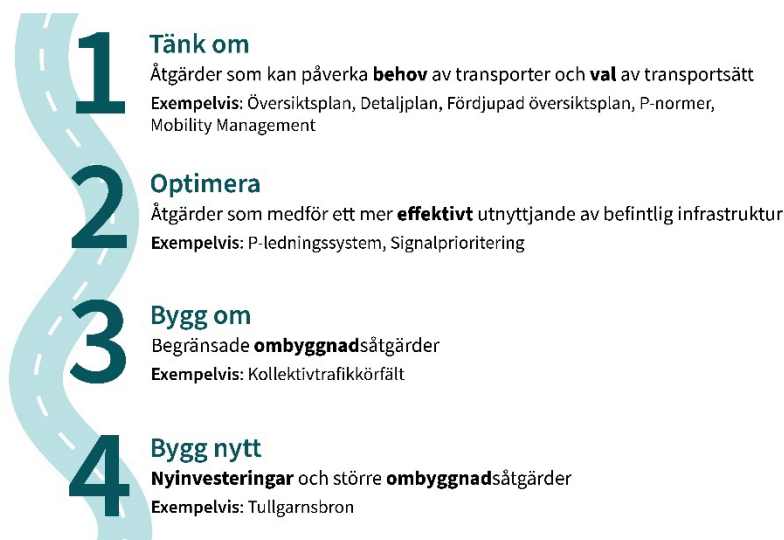 1
Tänk om
Åtgärder som kan påverka behov av transporter och val av transportsätt
Exempelvis: Översiktsplan, Detaljplan, Fördjupad översiktsplan, P-normer,
Mobility Management
2
Optimera
Åtgärder som medför ett mer effektivt utnyttjande av befintlig infrastruktur
Exempelvis: P-ledningssystem, Signalprioritering
3
Bygg om
Begränsade ombyggnadsåtgärder
Exempelvis: Kollektivtrafikkörfält
4
Bygg nytt
Nyinvesteringar och större ombyggnadsåtgärder
Exempelvis: Tullgarnsbron